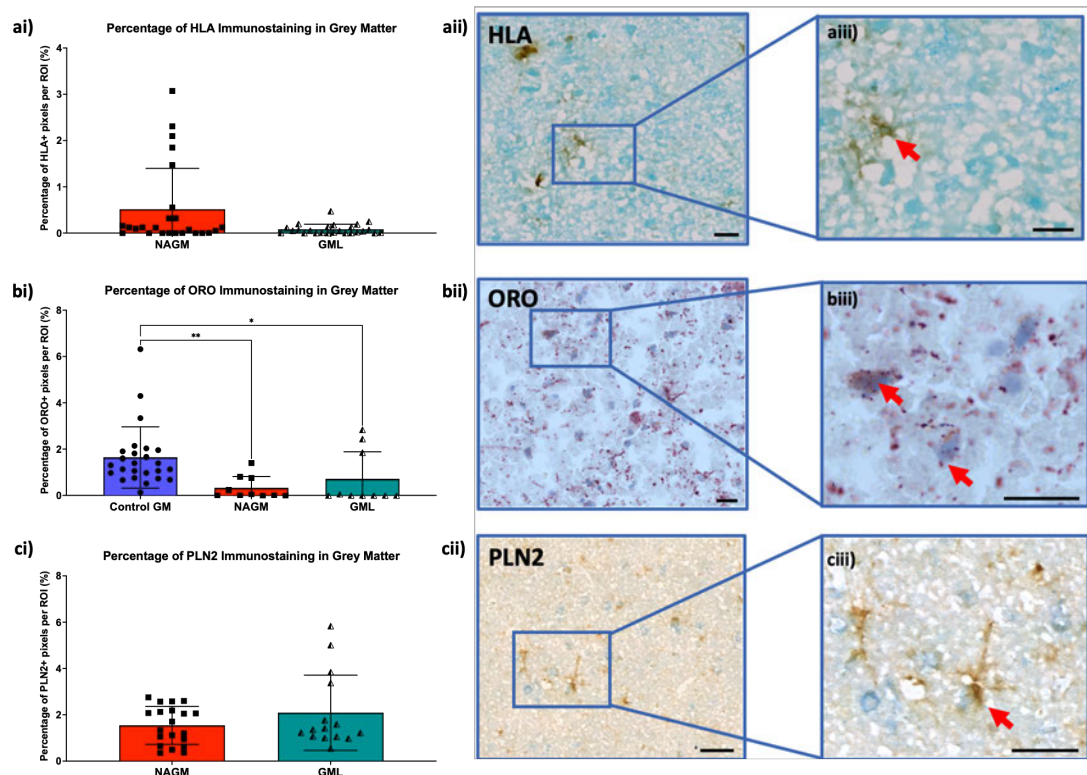 ai)
Percentage of HLA Immunostaining in Grey Matter
Percentage of HLA+ pixels per ROI (%)
4
3
2
1
0
NAGM
GML
aii)
HLA
aiii)
bi)
Percentage of ORO Immunostaining in Grey Matter
Percentage of ORO+ pixels per ROI (%)
8
6
4
2
0
*
**
Control GM
NAGM
GML
bii)
ORO
biii)
ci)
Percentage of PLN2 Immunostaining in Grey Matter
Percentage of PLN2+ pixels per ROI (%)
8
6
4
2
0
NAGM
GML
cii)
PLN2
ciii)